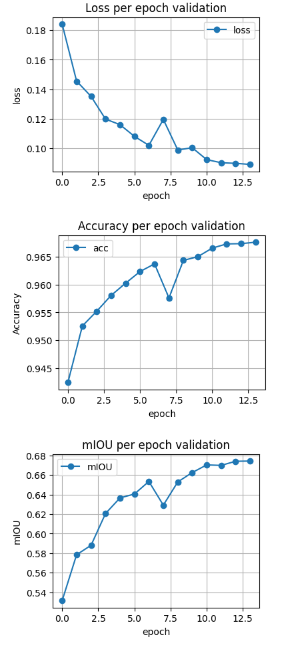 Loss per epoch validation
loss
0.18
0.16
0.14
0.12
0.10
loss
0.0 2.5 5.0 7.5 10.0 12.5
epoch
Accuracy per epoch validation
acc
0.965
0.960
0.955
0.950
0.945
Accuracy
0.0 2.5 5.0 7.5 10.0 12.5
epoch
mIOU per epoch validation
mIOU
0.68
0.66
0.64
0.62
0.60
0.58
0.56
0.54
mIOU
0.0 2.5 5.0 7.5 10.0 12.5
epoch